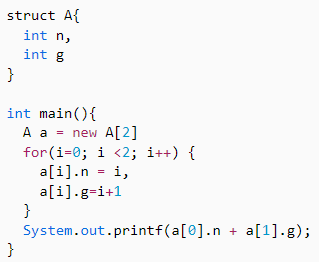 struct A{
  int n,
  int g
}

int main(){
  A a = new A[2]
  for(i=0; i <2; i++) {
    a[i].n = i,
    a[i].g=i+1
  }
  System.out.printf(a[0].n + a[1].g);
}